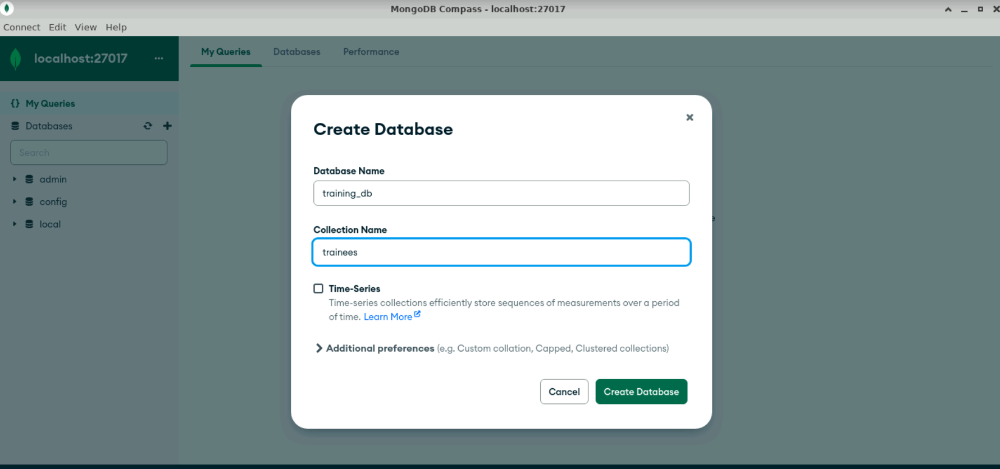 MongoDB Compass - localhost:27017
Connect Edit View Help
localhost:27017 ...
My Queries Databases Performance
{} My Queries
Databases
Search
admin
config
local
Create Database
Database Name
training_db
Collection Name
trainees
Time-Series
Time-series collections efficiently store sequences of measurements over a period
of time. Learn More
Additional preferences (e.g. Custom collation, Capped, Clustered collections)
Cancel Create Database